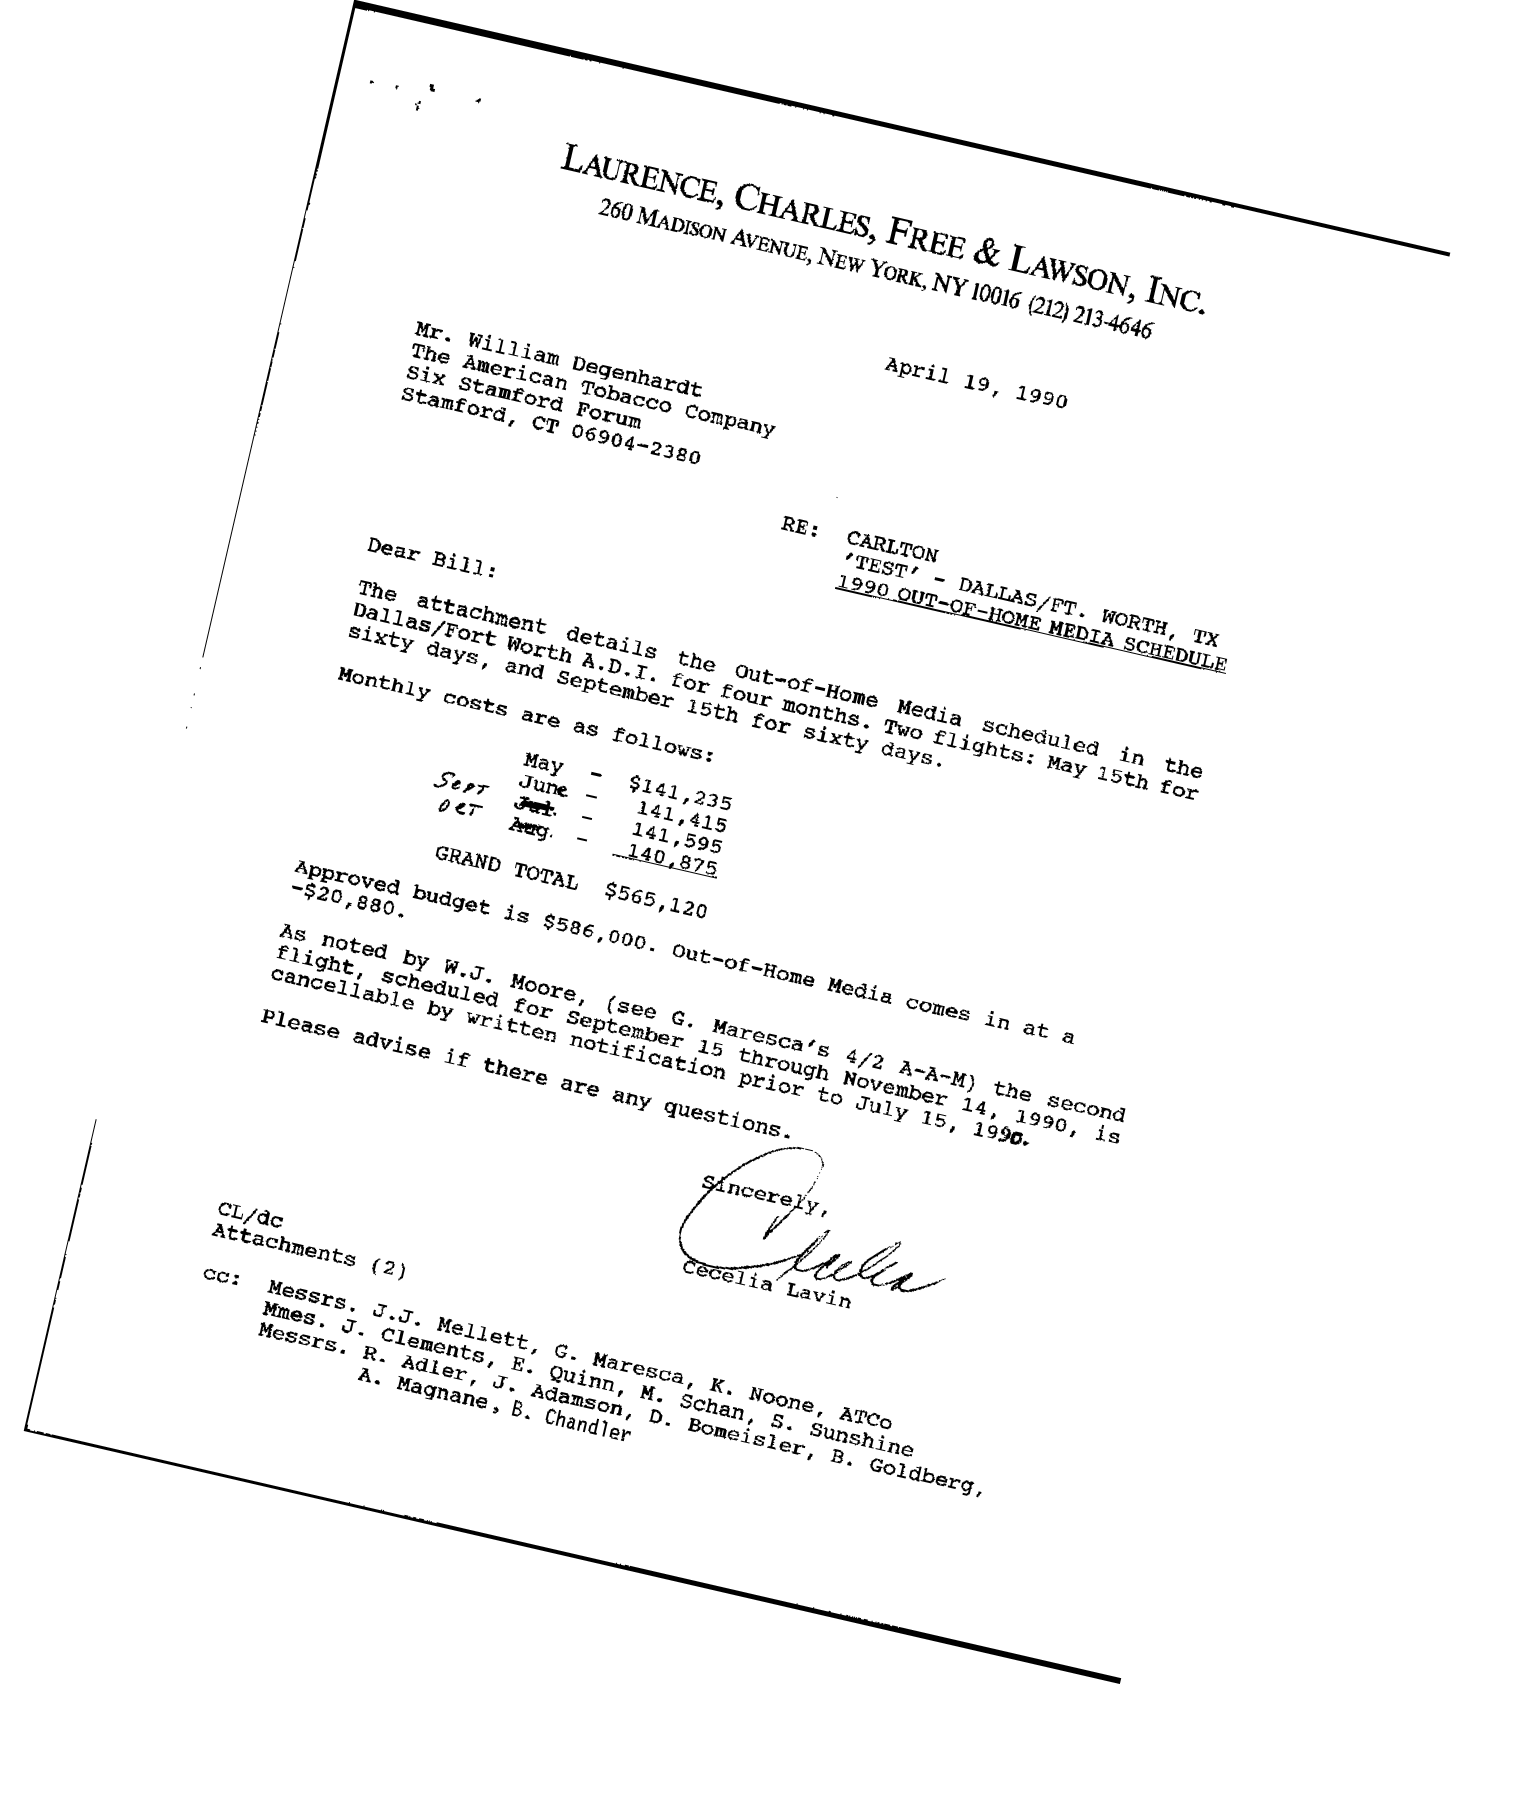 LAURENCE, CHARLES, FREE & LAWSON, INC.
260 MADISON AVENUE, NEW YORK, NY 10016 (212) 213-4646
April 19, 1990
Mr. William Degenhardt
The American Tobacco Company
Six Stamford Forum
Stamford, CT 06904-2380
RE: CARLTON
'TEST' - DALLAS/FT. WORTH, TX
1990 OUT-OF-HOME MEDIA SCHEDULE
Dear Bill:
The attachment details the Out-of-Home Media scheduled in the
Dallas/Fort Worth A.D.I. for four months. Two flights: May 15th for
sixty days, and September 15th for sixty days.
Monthly costs are as follows:
May - $141,235
June - 141,415
Sept Jul. - 141,595
Oct Aug. - 140,875
GRAND TOTAL $565,120
Approved budget is $586,000. Out-of-Home Media comes in at a
-$20,880.
As noted by W.J. Moore, (see G. Maresca's 4/2 A-A-M) the second
flight, scheduled for September 15 through November 14, 1990, is
cancellable by written notification prior to July 15, 1990.
Please advise if there are any questions.
Sincerely,
Cecelia
Cecelia Lavin
CL/dc
Attachments (2)
cc: Messrs. J.J. Mellett, G. Maresca, K. Noone, ATCo
Mmes. J. Clements, E. Quinn, M. Schan, S. Sunshine
Messrs. R. Adler, J. Adamson, D. Bomeisler, B. Goldberg,
A. Magnane, B. Chandler